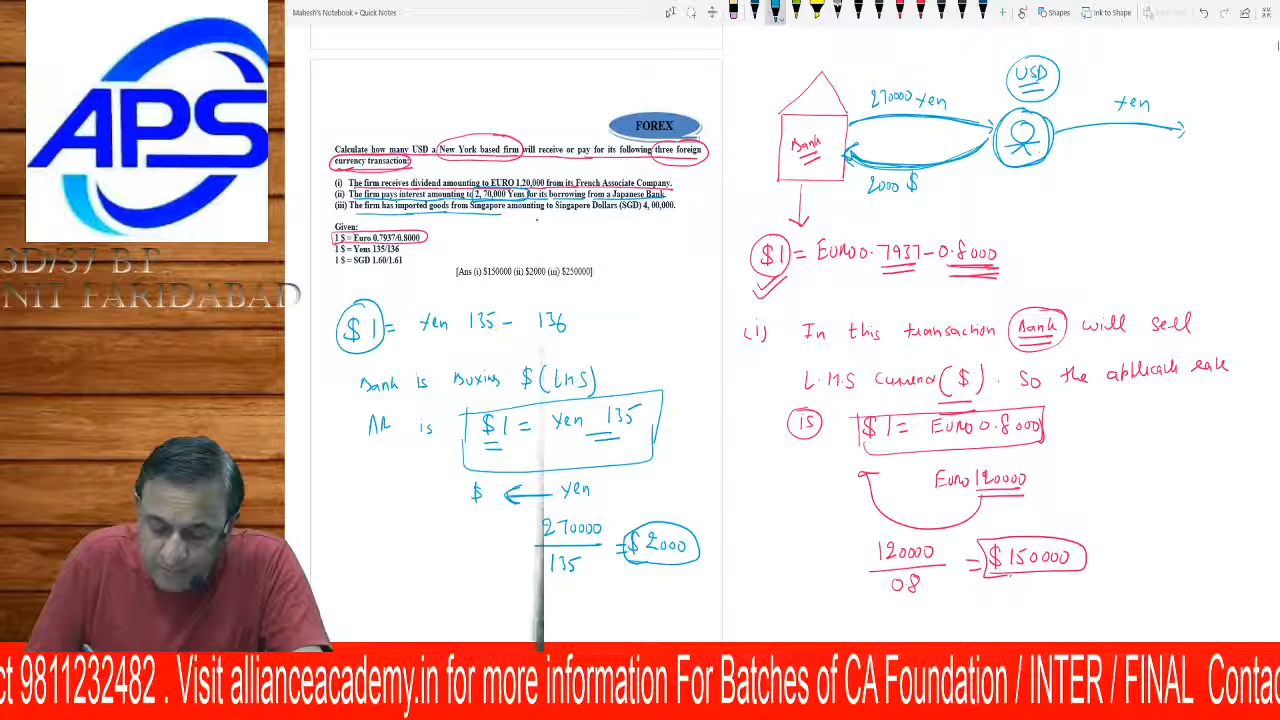 Mahesh's Notebook + Quick Notes
Shapes
Ink to Shape
APS
3D/37 B.P.
NIT FARIDABAD
FOREX
Calculate how many USD a New York based firm will receive or pay for its following three foreign
currency transaction:
(i) The firm receives dividend amounting to EURO 1,20,000 from its French Associate Company.
(ii) The firm pays interest amounting to 2, 70,000 Yens for its borrowing from a Japanese Bank.
(iii) The firm has imported goods from Singapore amounting to Singapore Dollars (SGD) 4, 00,000.
Given:
1 $ = Euro 0.7937/0.8000
1 $ = Yens 135/136
1 $ = SGD 1.60/1.61
[Ans (i) $150000 (ii) $2000 (iii) $250000]
$1 = Yen 135 - 136
Bank is Buying $ (LHS)
AR is $1 = Yen 135
$ ← Yen
270000
135
= $2000
USD
270000 Yen
Yen
Bank
2000 $
$1 = EURO 0.7937 - 0.8000
(i) In this transaction Bank will sell
L.H.S currency ($). So the applicable rate
is $1 = EURO 0.8000
Euro 120000
120000
08
= $150000
ct 9811232482 . Visit allianceacademy.in for more information For Batches of CA Foundation / INTER / FINAL Conta